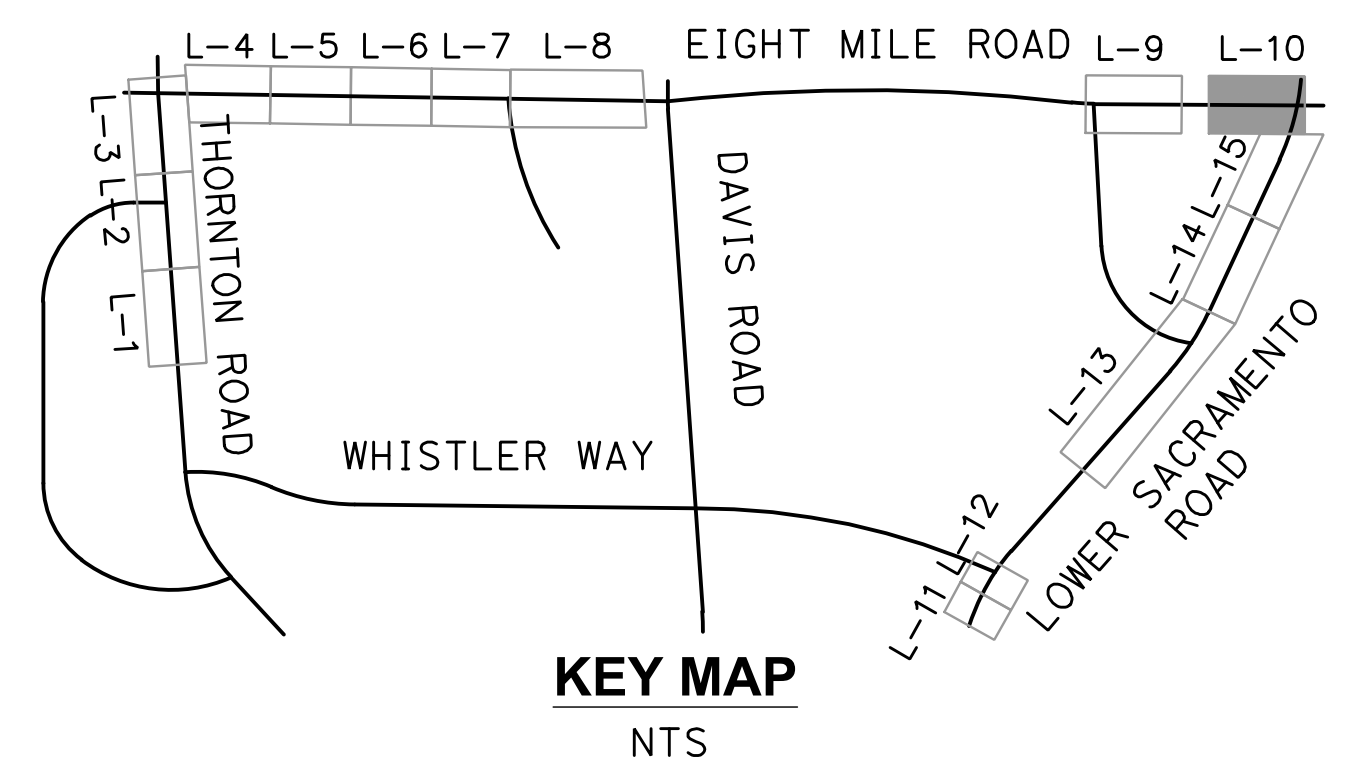 L-4 L-5 L-6 L-7 L-8
EIGHT MILE ROAD
L-9
L-10
L-3
L-2
L-1
THORNTON ROAD
DAVIS ROAD
L-15
L-14
L-13
LOWER SACRAMENTO
ROAD
WHISTLER WAY
L-12
L-11
KEY MAP
NTS